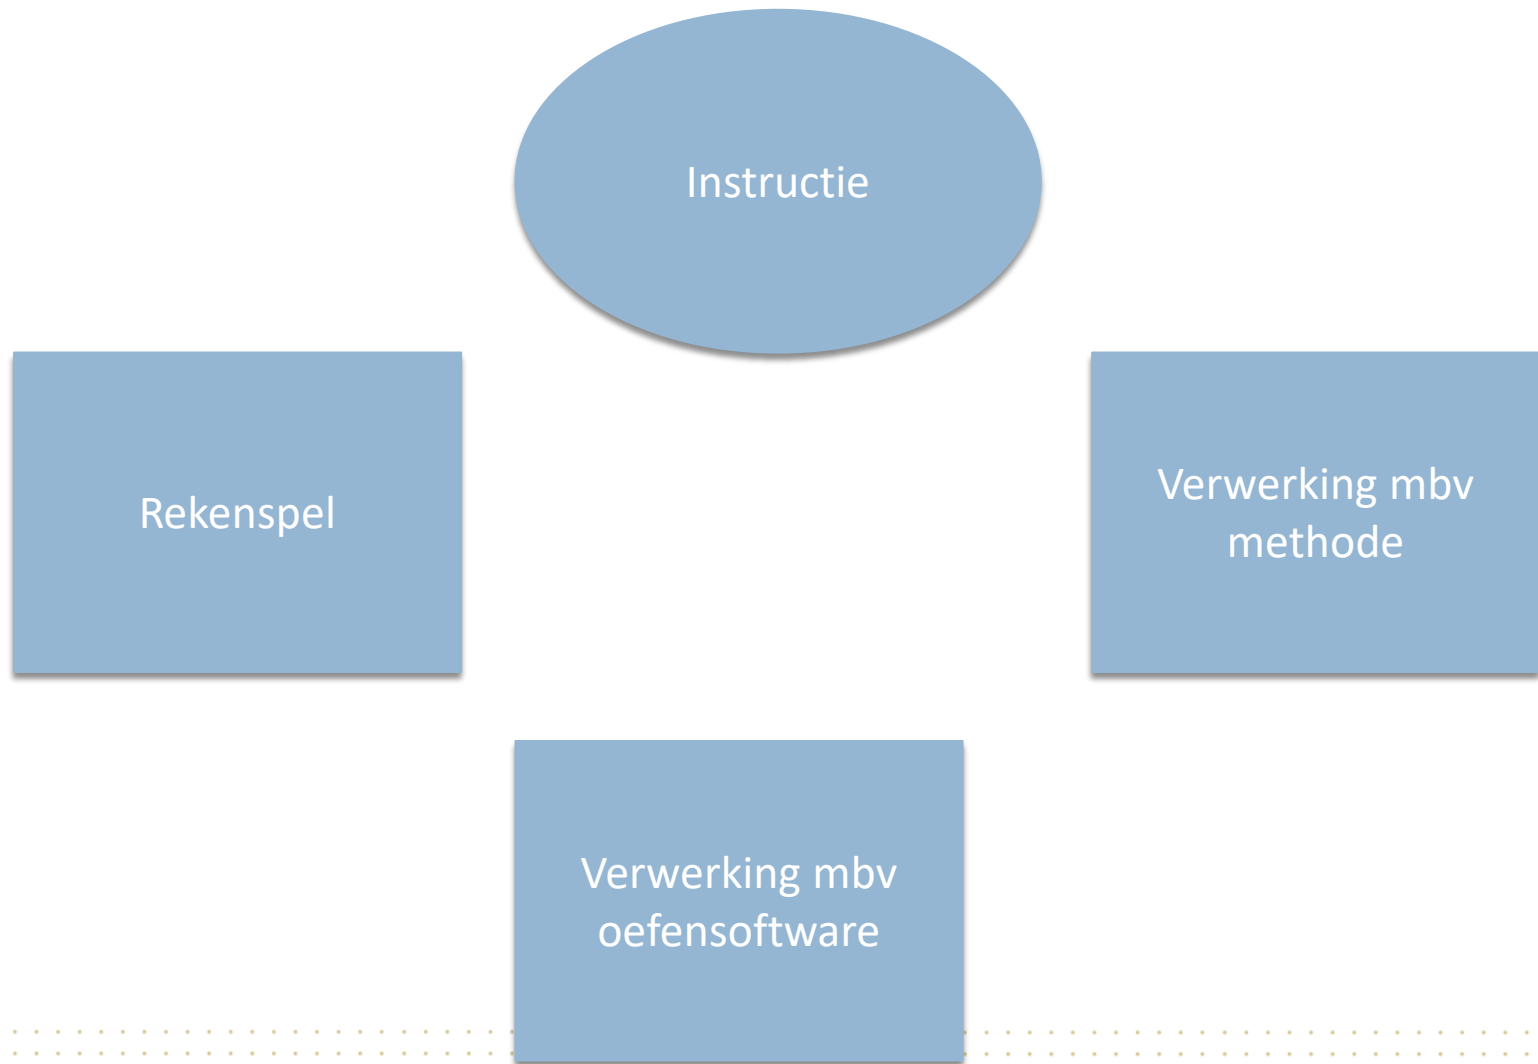 Instructie
Rekenspel
Verwerking mbv
methode
Verwerking mbv
oefensoftware